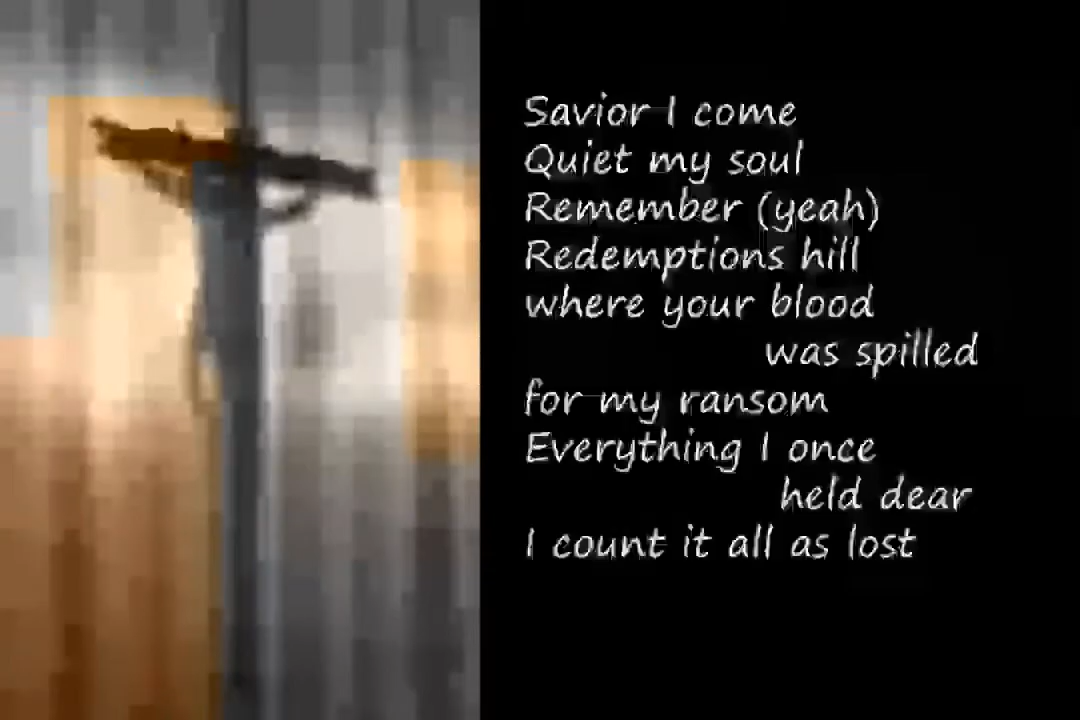 Savior I come
Quiet my soul
Remember (yeah)
Redemptions hill
where your blood
was spilled
for my ransom
Everything I once
held dear
I count it all as lost